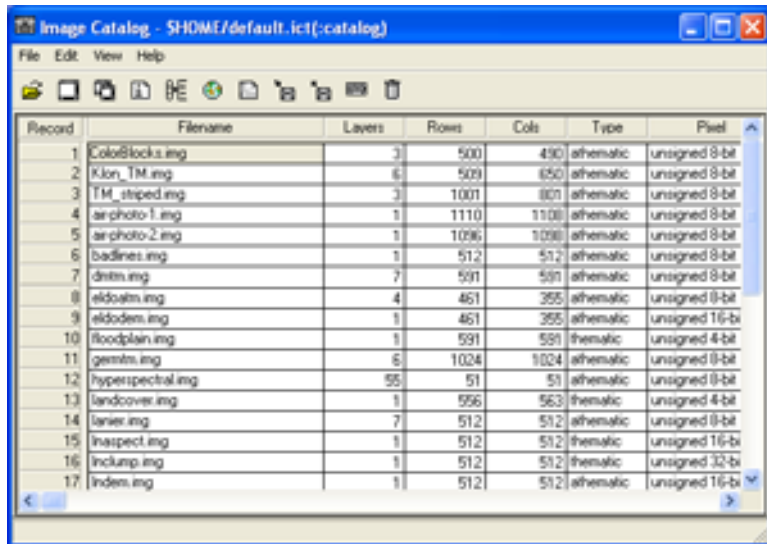 Image Catalog - $HOME/default.ict(:catalog)
File Edit View Help
Record Filename Layers Rows Cols Type Pixel
1 ColorBlocks.img 3 500 490 athematic unsigned 8-bit
2 Klon_TM.img 6 509 650 athematic unsigned 8-bit
3 TM_striped.img 3 1001 801 athematic unsigned 8-bit
4 air-photo-1.img 1 1110 1108 athematic unsigned 8-bit
5 air-photo-2.img 1 1096 1098 athematic unsigned 8-bit
6 badlines.img 1 512 512 athematic unsigned 8-bit
7 dmtm.img 7 591 591 athematic unsigned 8-bit
8 eldoatm.img 4 461 355 athematic unsigned 8-bit
9 eldodem.img 1 461 355 athematic unsigned 16-bi
10 floodplain.img 1 591 591 thematic unsigned 4-bit
11 germtm.img 6 1024 1024 athematic unsigned 8-bit
12 hyperspectral.img 55 51 51 athematic unsigned 8-bit
13 landcover.img 1 556 563 thematic unsigned 4-bit
14 lanier.img 7 512 512 athematic unsigned 8-bit
15 lnaspect.img 1 512 512 thematic unsigned 16-bi
16 lnclump.img 1 512 512 thematic unsigned 32-bi
17 lndem.img 1 512 512 athematic unsigned 16-bi